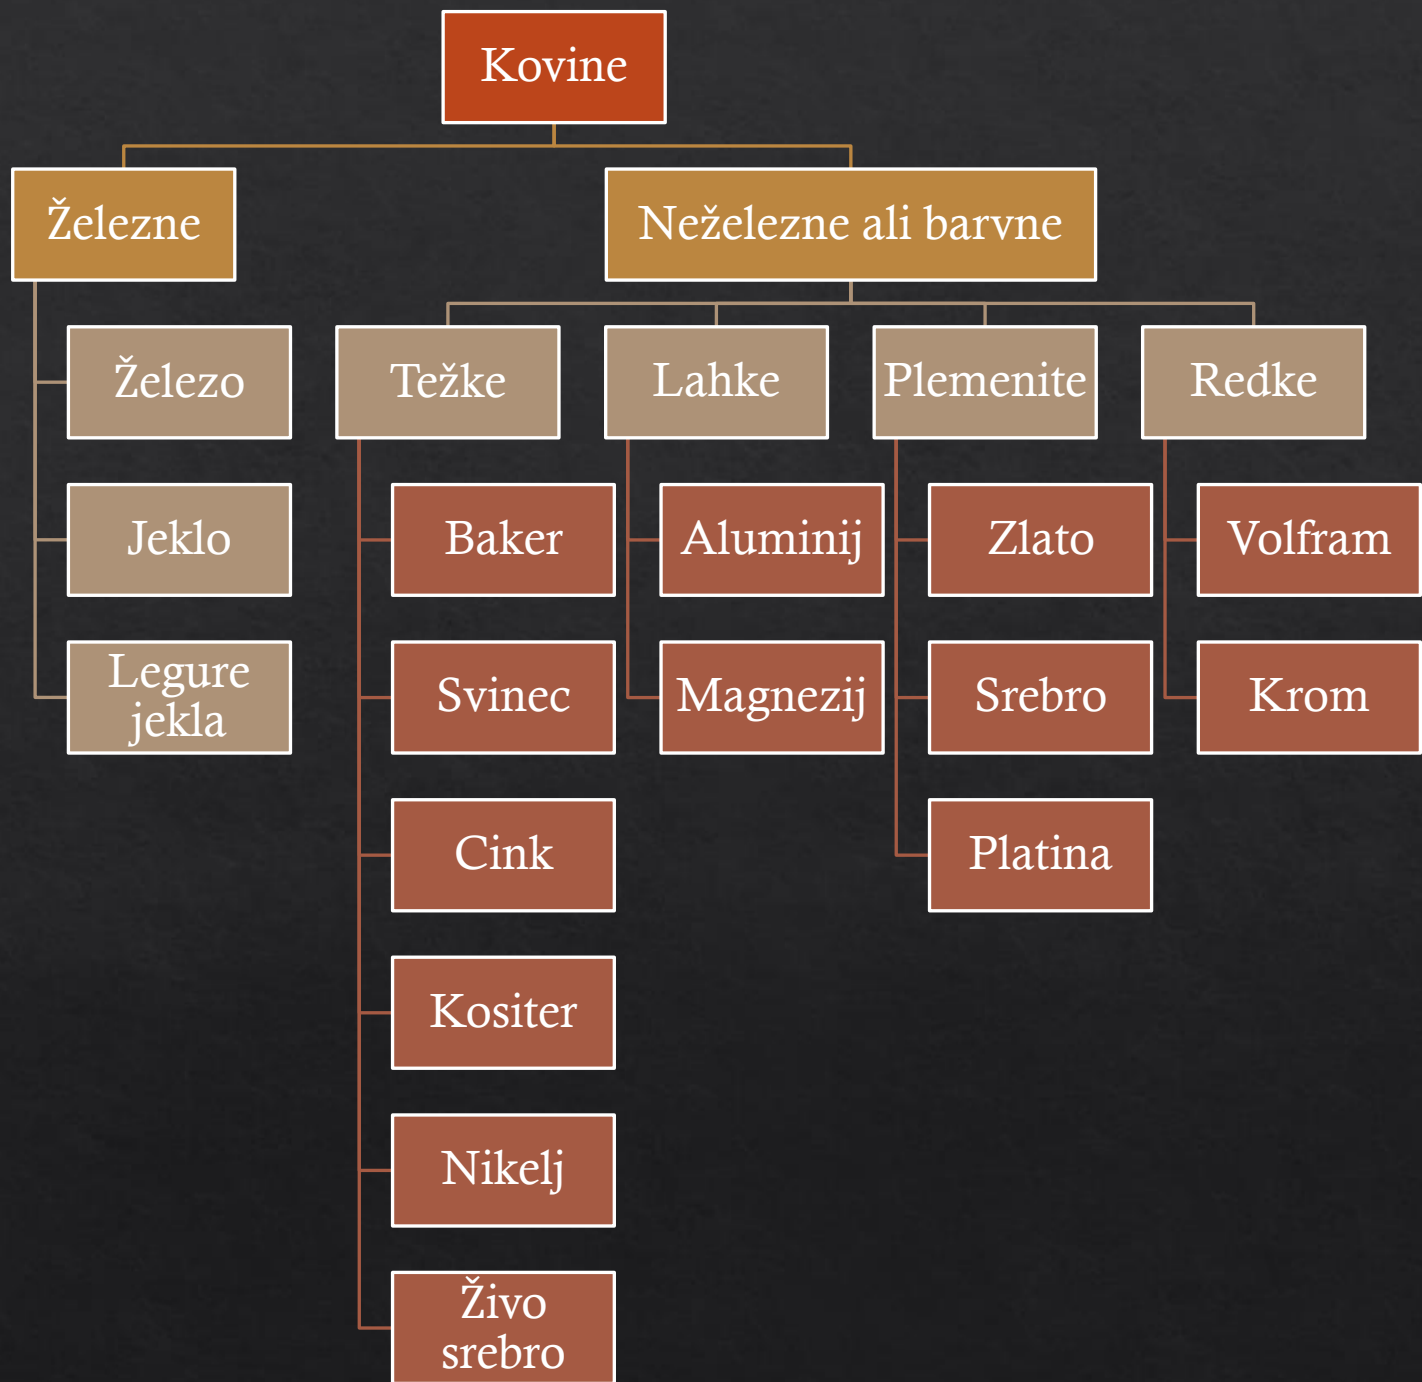 Kovine
Železne
Neželezne ali barvne
Železo
Težke
Lahke
Plemenite
Redke
Jeklo
Baker
Aluminij
Zlato
Volfram
Legure
jekla
Svinec
Magnezij
Srebro
Krom
Cink
Platina
Kositer
Nikelj
Živo
srebro